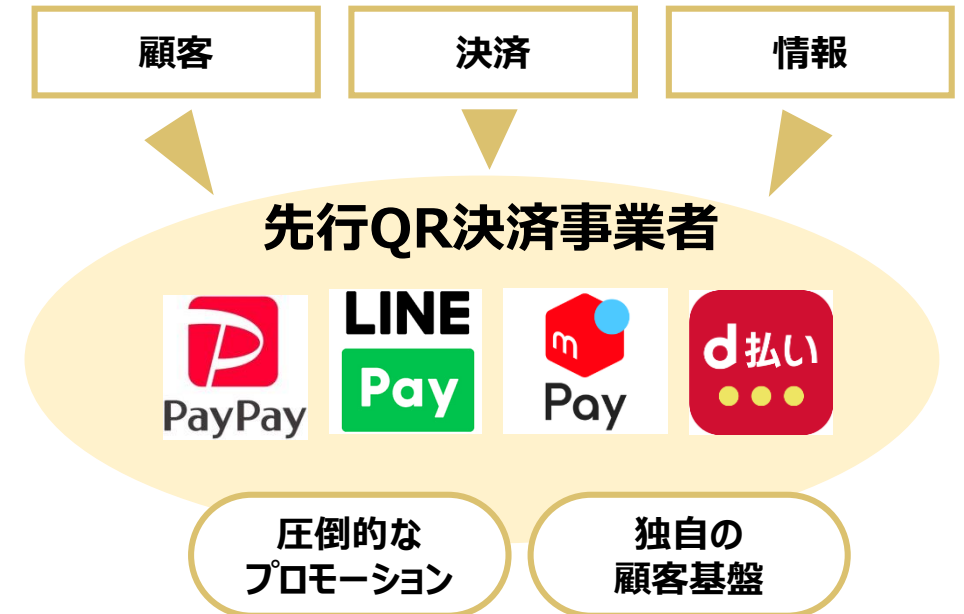 顧客
決済
情報
先行QR決済事業者
PayPay
LINE
Pay
m
Pay
d払い
圧倒的な
プロモーション
独自の
顧客基盤